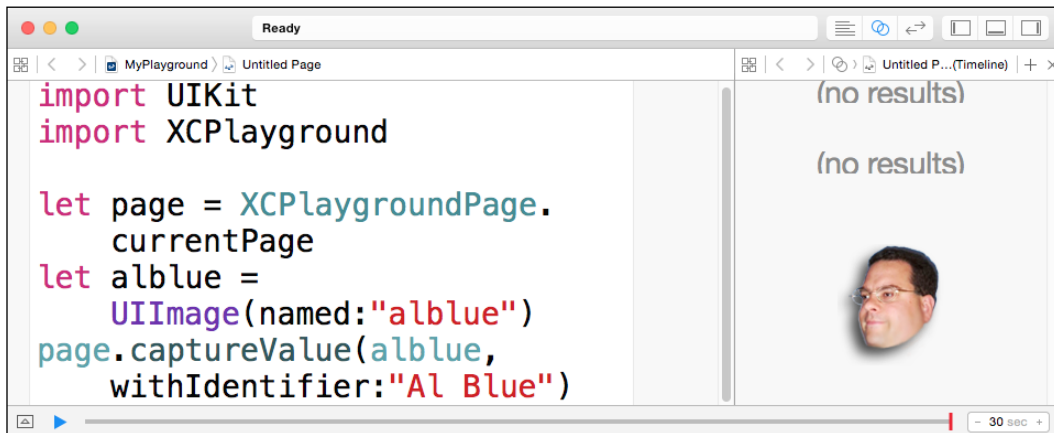 Ready
MyPlayground 〉 Untitled Page
Untitled P...(Timeline)
import UIKit
import XCPlayground
let page = XCPlaygroundPage.
currentPage
let alblue =
UIImage(named:"alblue")
page.captureValue(alblue,
withIdentifier:"Al Blue")
(no results)
(no results)
- 30 sec +